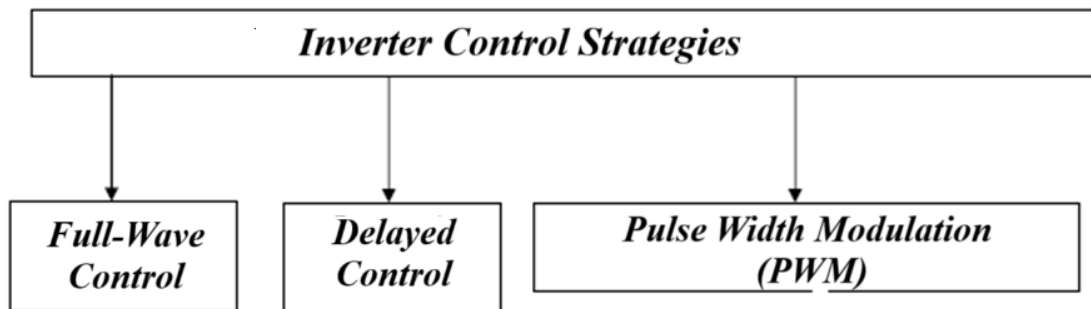 Inverter Control Strategies
Full-Wave
Control
Delayed
Control
Pulse Width Modulation
(PWM)